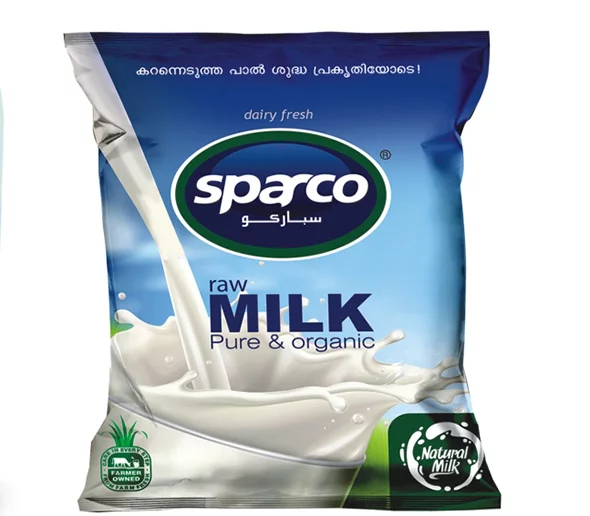 കറന്നെടുത്ത പാൽ ശുദ്ധ പ്രകൃതിയോടെ!
dairy fresh
sparco
®
سباركو
raw
MILK
Pure & organic
FARMER
OWNED
Natural
Milk